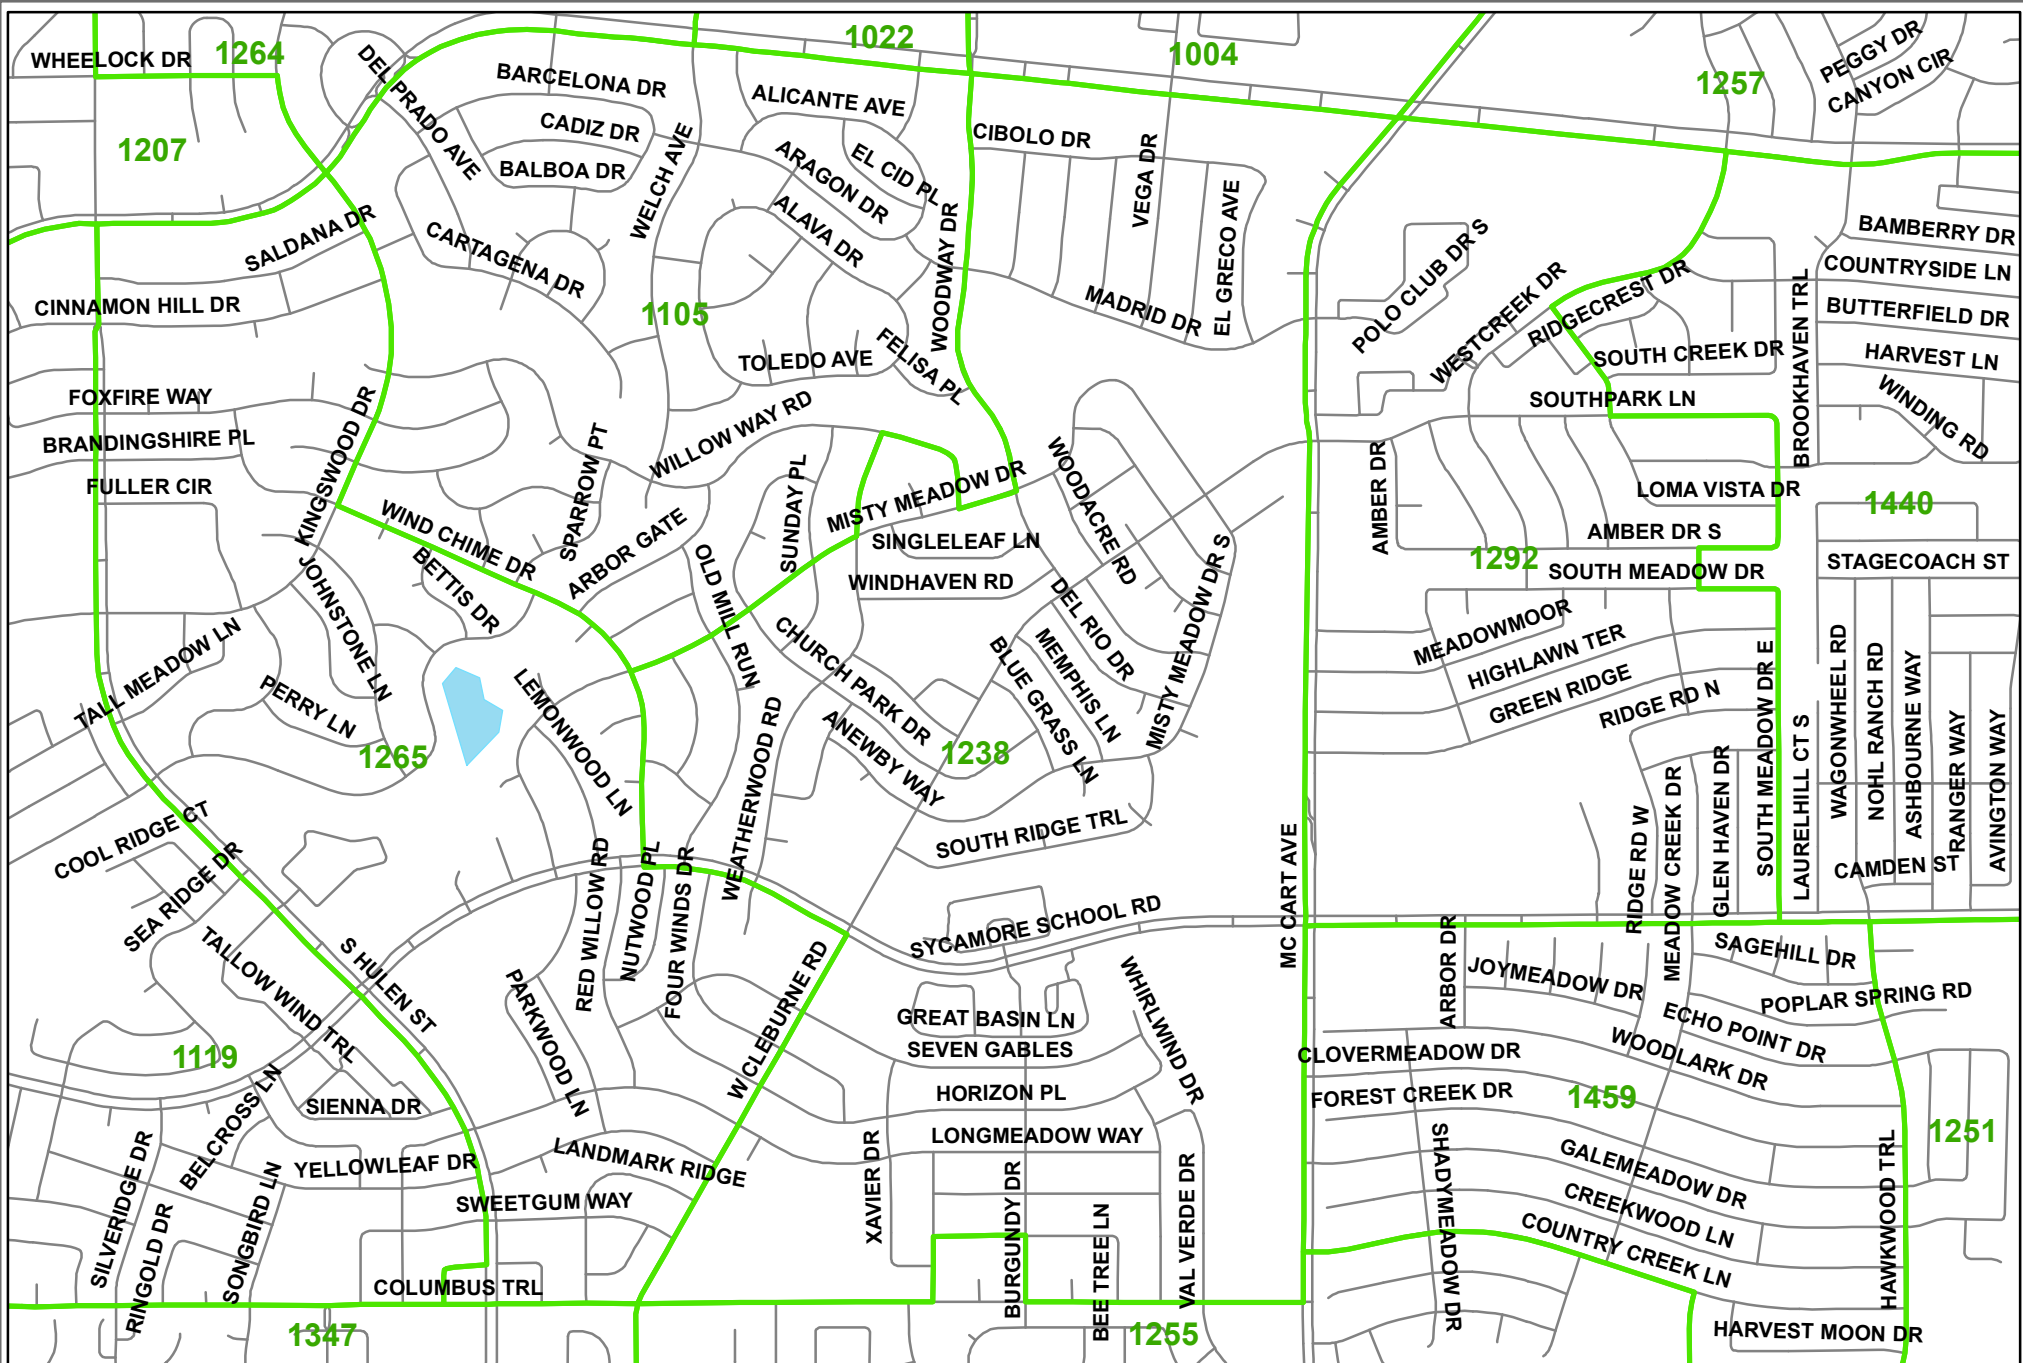 WHEELOCK DR
1264
DEL PRADO AVE
BARCELONA DR
1022
1004
1257
PEGGY DR
CANYON CIR
1207
CADIZ DR
BALBOA DR
WELCH AVE
ALICANTE AVE
ARAGON DR
EL CID PL
ALAVA DR
CIBOLO DR
VEGA DR
EL GRECO AVE
WOODWAY DR
SALDANA DR
CARTAGENA DR
CINNAMON HILL DR
1105
MADRID DR
POLO CLUB DR S
WESTCREEK DR
RIDGECREST DR
BROOKHAVEN TRL
BAMBERRY DR
COUNTRYSIDE LN
BUTTERFIELD DR
HARVEST LN
WINDING RD
SOUTH CREEK DR
SOUTHPARK LN
TOLEDO AVE
FELISA PL
FOXFIRE WAY
BRANDINGSHIRE PL
KINGSWOOD DR
FULLER CIR
WILLOW WAY RD
SPARROW PT
SUNDAY PL
MISTY MEADOW DR
WOODACRE RD
AMBER DR
LOMA VISTA DR
AMBER DR S
1440
1292
SOUTH MEADOW DR
STAGECOACH ST
WIND CHIME DR
BETTIS DR
ARBOR GATE
OLD MILL RUN
SINGLELEAF LN
WINDHAVEN RD
DEL RIO DR
MISTY MEADOW DR S
JOHNSTONE LN
TALL MEADOW LN
PERRY LN
1265
LEMONWOOD LN
CHURCH PARK DR
ANEWBY WAY
1238
BLUE GRASS LN
MEMPHIS LN
MEADOWMOOR
HIGHLAWN TER
GREEN RIDGE
RIDGE RD N
SOUTH MEADOW DR E
LAURELHILL CT S
WAGONWHEEL RD
NOHL RANCH RD
ASHBOURNE WAY
RANGER WAY
AVINGTON WAY
CAMDEN ST
COOL RIDGE CT
SEA RIDGE DR
WEATHERWOOD RD
SOUTH RIDGE TRL
MC CART AVE
RIDGE RD W
MEADOW CREEK DR
GLEN HAVEN DR
TALLOW WIND TRL
S HULEN ST
RED WILLOW RD
NUTWOOD PL
FOUR WINDS DR
SYCAMORE SCHOOL RD
W CLEBURNE RD
PARKWOOD LN
WHIRLWIND DR
ARBOR DR
JOYMEADOW DR
SAGEHILL DR
POPLAR SPRING RD
ECHO POINT DR
WOODLARK DR
1119
GREAT BASIN LN
SEVEN GABLES
HORIZON PL
LONGMEADOW WAY
CLOVERMEADOW DR
FOREST CREEK DR
1459
1251
SIENNA DR
BELCROSS LN
SILVERIDGE DR
RINGOLD DR
SONGBIRD LN
YELLOWLEAF DR
LANDMARK RIDGE
SWEETGUM WAY
XAVIER DR
BURGUNDY DR
BEE TREE LN
VAL VERDE DR
SHADYMEADOW DR
GALEMEADOW DR
CREEKWOOD LN
COUNTRY CREEK LN
HAWKWOOD TRL
COLUMBUS TRL
1347
1255
HARVEST MOON DR